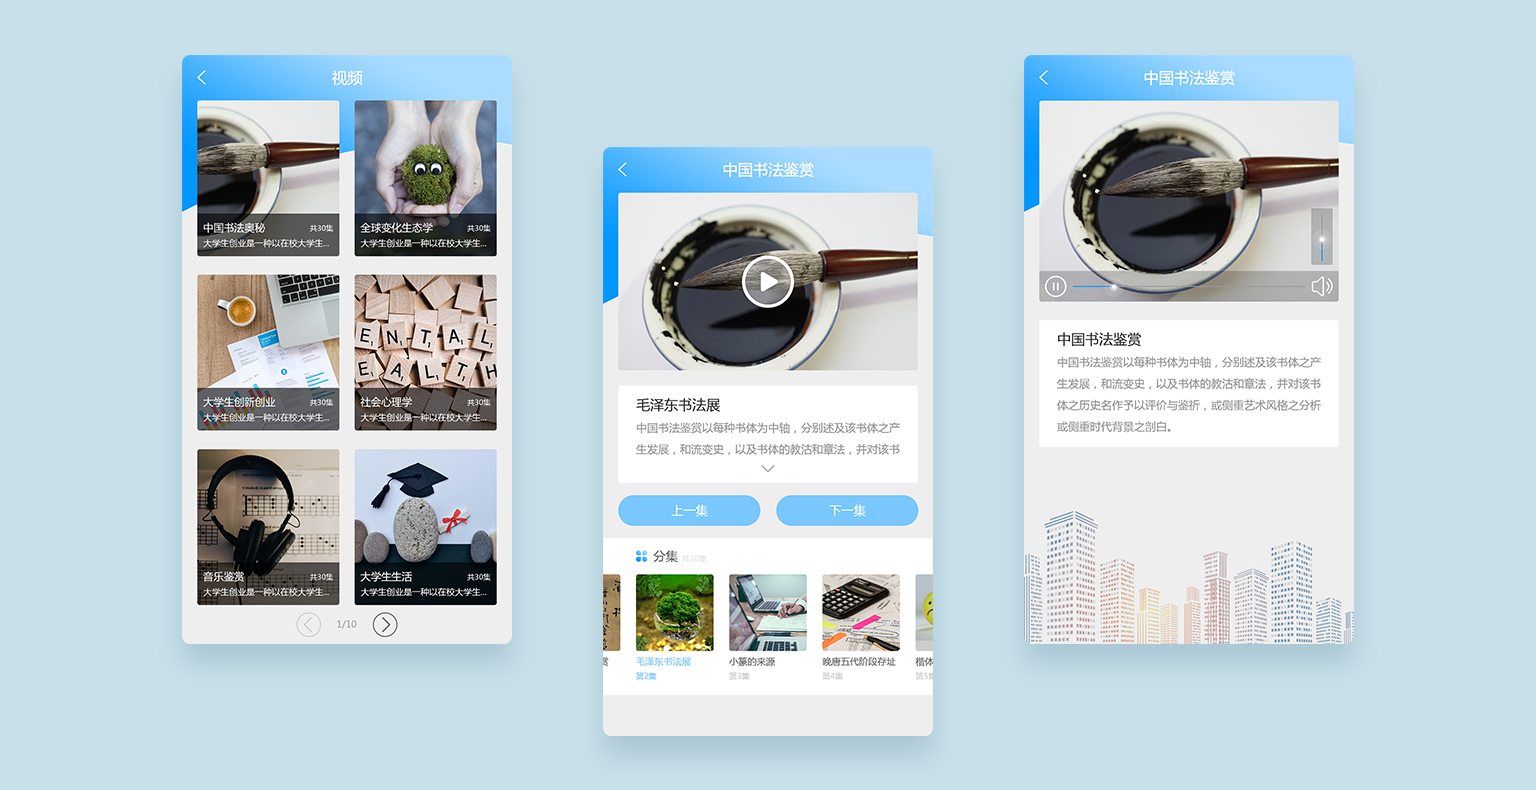 视频
中国书法奥秘 共30集
大学生创业是一种以在校大学生...
全球变化生态学 共30集
大学生创业是一种以在校大学生...
大学生创新创业 共30集
大学生创业是一种以在校大学生...
ENTAL
EALTH
社会心理学 共30集
大学生创业是一种以在校大学生...
音乐鉴赏 共30集
大学生创业是一种以在校大学生...
大学生生活 共30集
大学生创业是一种以在校大学生...
1/10
中国书法鉴赏
毛泽东书法展
中国书法鉴赏以每种书体为中轴，分别述及该书体之产
生发展，和流变史，以及书体的教沽和章法，并对该书
上一集
下一集
分集 共30集
赏
毛泽东书法展
第2集
小篆的来源
第3集
晚唐五代阶段存址
第4集
楷体
第5集
中国书法鉴赏
中国书法鉴赏
中国书法鉴赏以每种书体为中轴，分别述及该书体之产
生发展，和流变史，以及书体的教沽和章法，并对该书
体之历史名作予以评价与鉴祈，或侧重艺术风格之分析
或侧重时代背景之剖白。